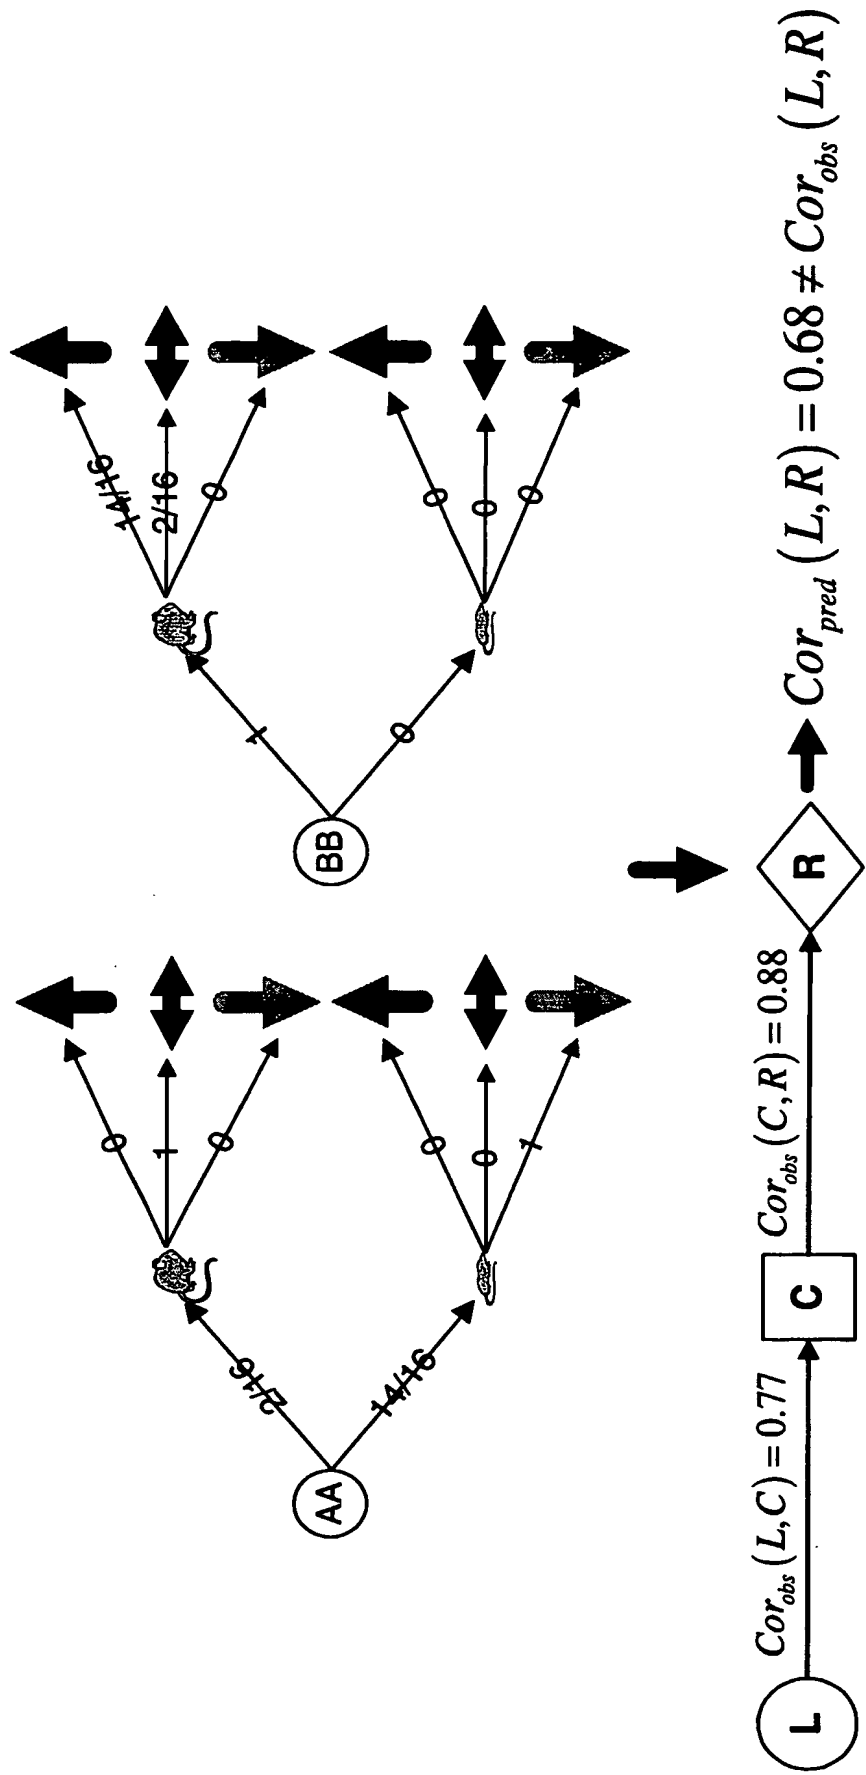 AA
2/16
14/16
0
1
0
0
0
1
BB
1
0
14/16
2/16
0
0
0
0
L
Cor_obs (L, C) = 0.77
C
Cor_obs (C, R) = 0.88
R
Cor_pred (L, R) = 0.68 ≠ Cor_obs (L, R)